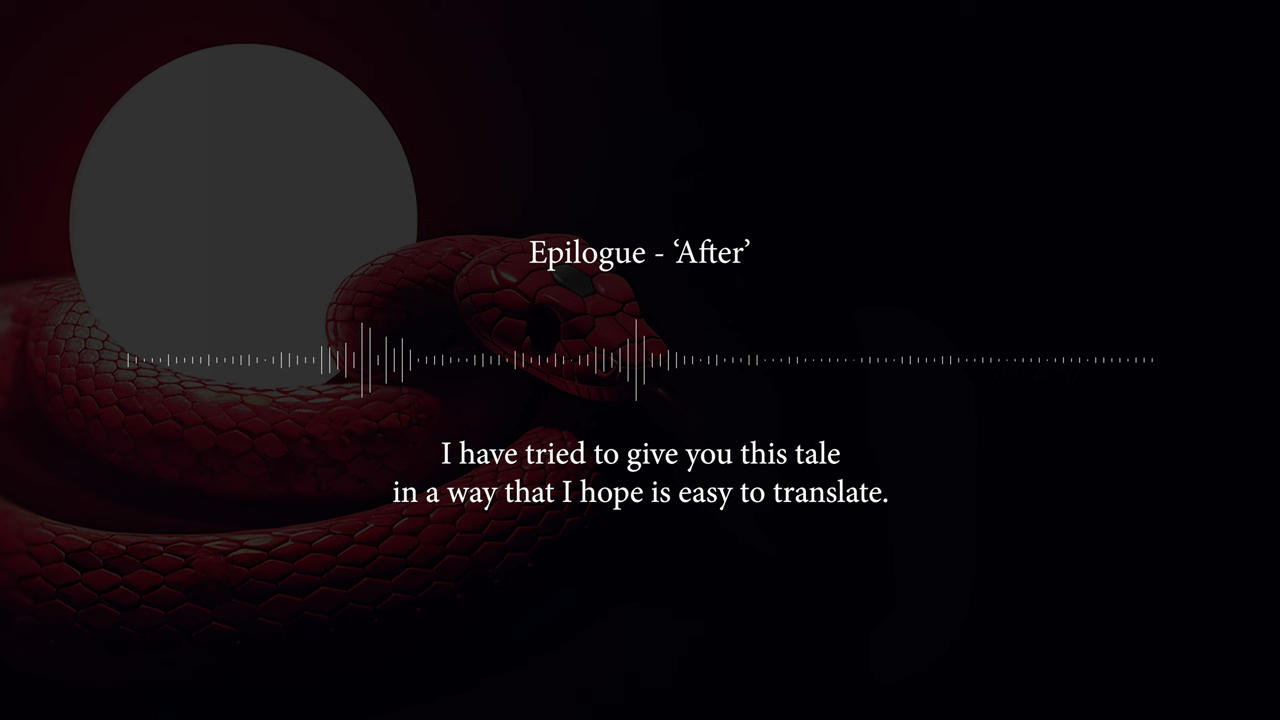 Epilogue - ‘After’
I have tried to give you this tale
in a way that I hope is easy to translate.